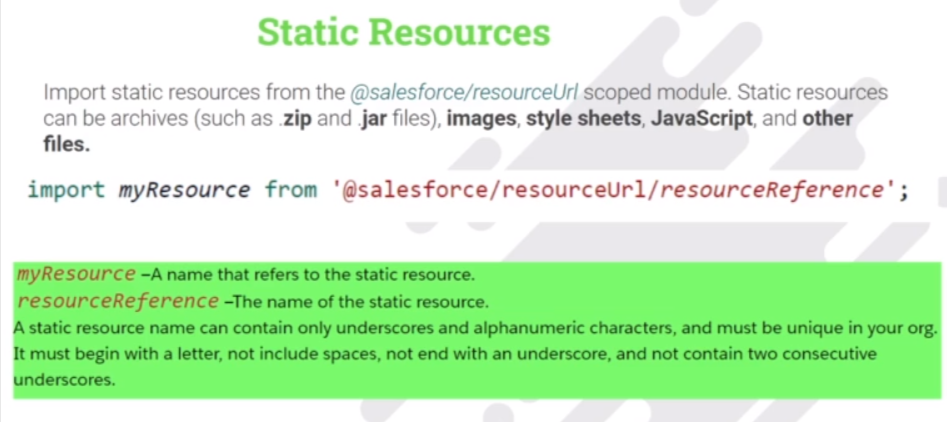 Static Resources
Import static resources from the @salesforce/resourceUrl scoped module. Static resources
can be archives (such as .zip and .jar files), images, style sheets, JavaScript, and other
files.
import myResource from '@salesforce/resourceUrl/resourceReference';
myResource –A name that refers to the static resource.
resourceReference –The name of the static resource.
A static resource name can contain only underscores and alphanumeric characters, and must be unique in your org.
It must begin with a letter, not include spaces, not end with an underscore, and not contain two consecutive
underscores.